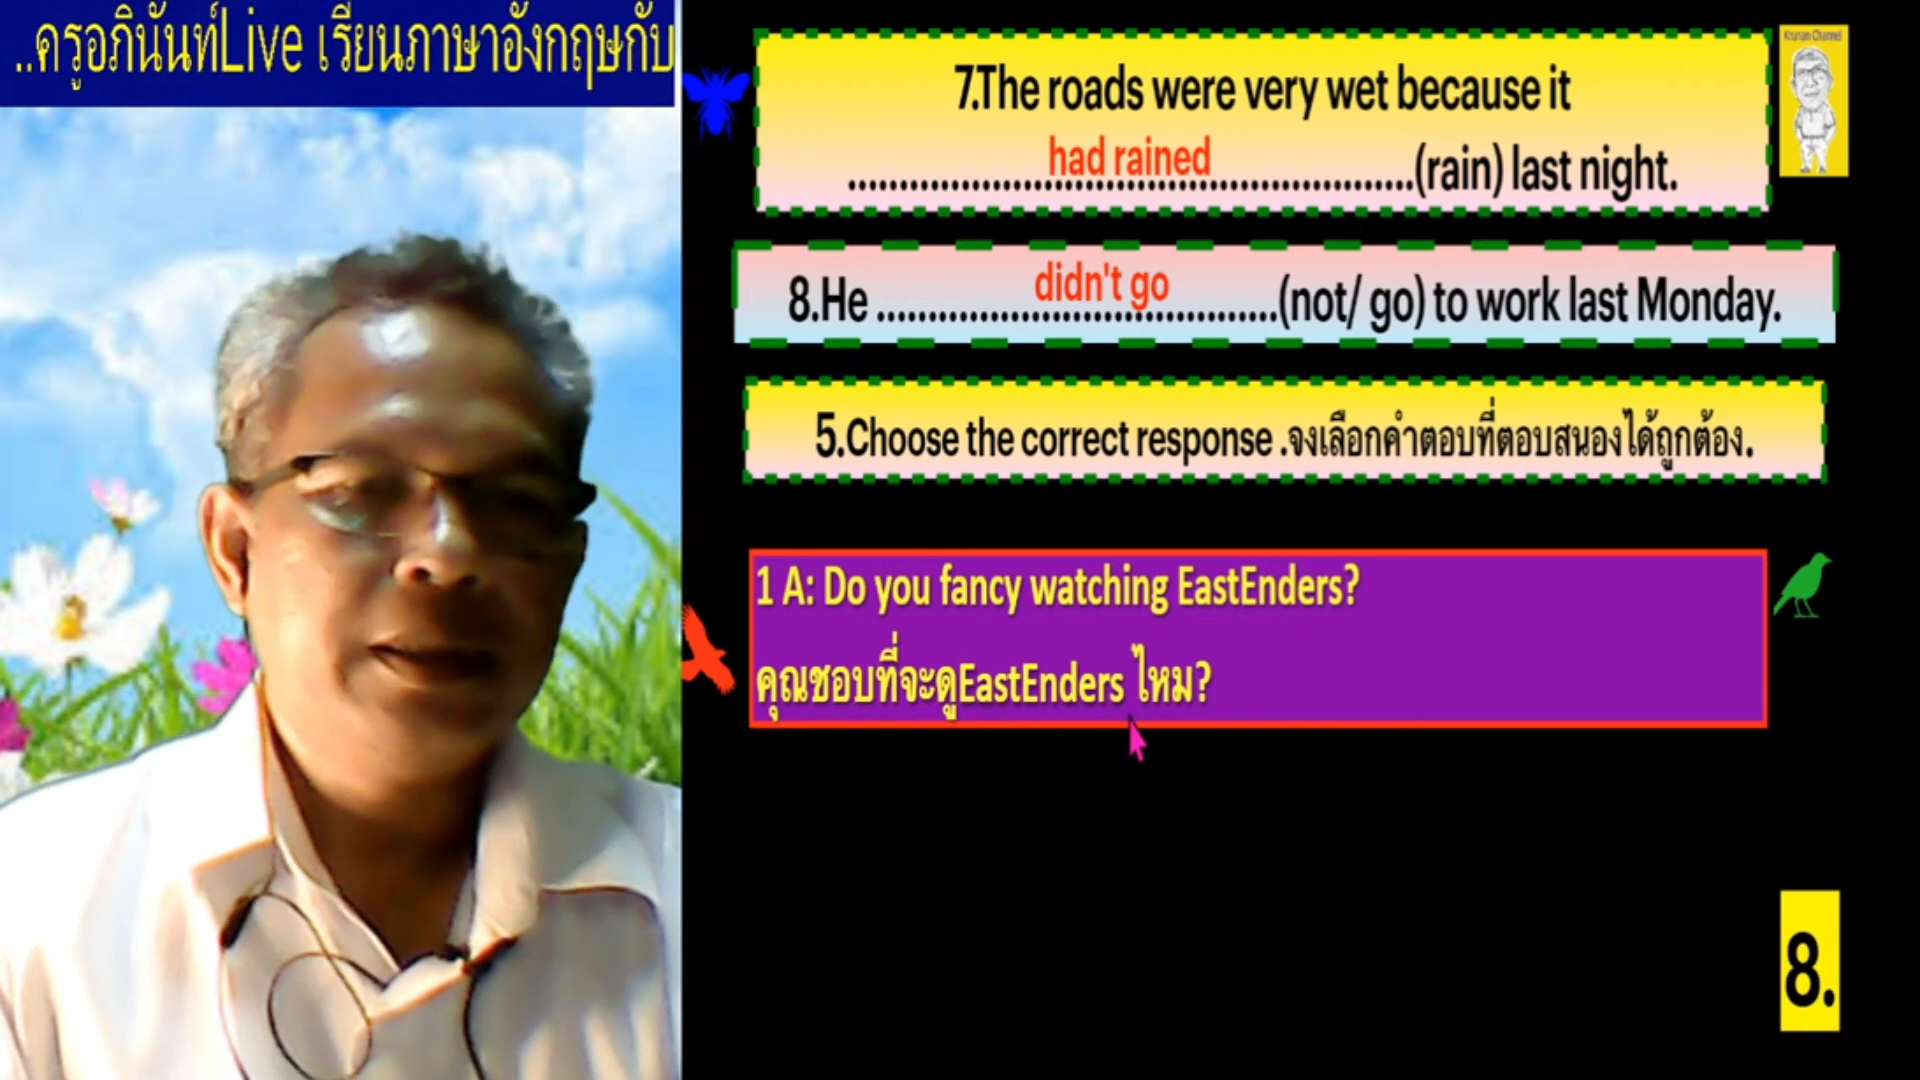 ..ครูอภินันท์Live เรียนภาษาอังกฤษกับ
Krunan Channel
7.The roads were very wet because it
had rained
......................................................(rain) last night.
didn't go
8.He .......................................(not/ go) to work last Monday.
5.Choose the correct response .จงเลือกคำตอบที่ตอบสนองได้ถูกต้อง.
1 A: Do you fancy watching EastEnders?
คุณชอบที่จะดูEastEnders ไหม?
8.